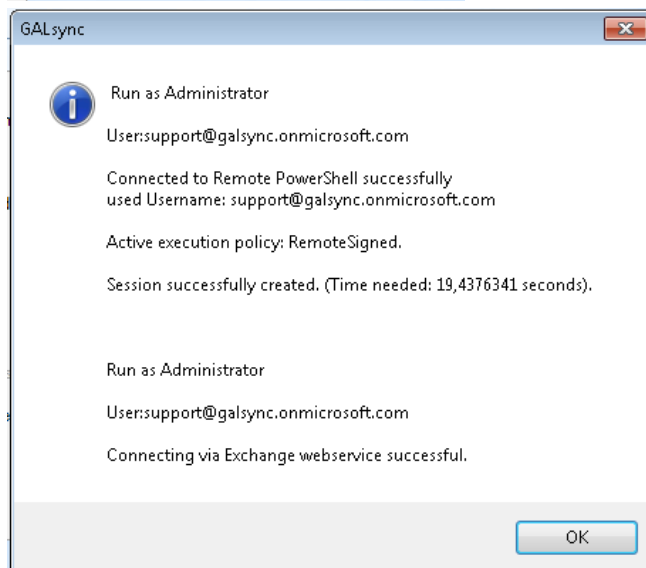 GALsync
Run as Administrator
User:support@galsync.onmicrosoft.com
Connected to Remote PowerShell successfully
used Username: support@galsync.onmicrosoft.com
Active execution policy: RemoteSigned.
Session successfully created. (Time needed: 19,4376341 seconds).
Run as Administrator
User:support@galsync.onmicrosoft.com
Connecting via Exchange webservice successful.
OK